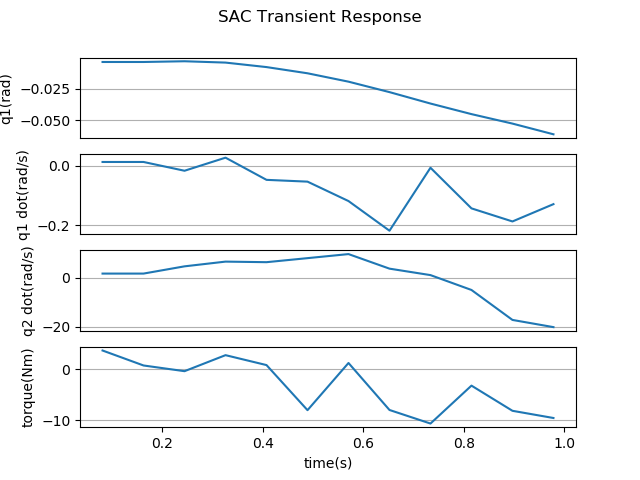 SAC Transient Response
q1(rad)
−0.025
−0.050
q1 dot(rad/s)
0.0
−0.2
q2 dot(rad/s)
0
−20
torque(Nm)
0
−10
0.2 0.4 0.6 0.8 1.0
time(s)